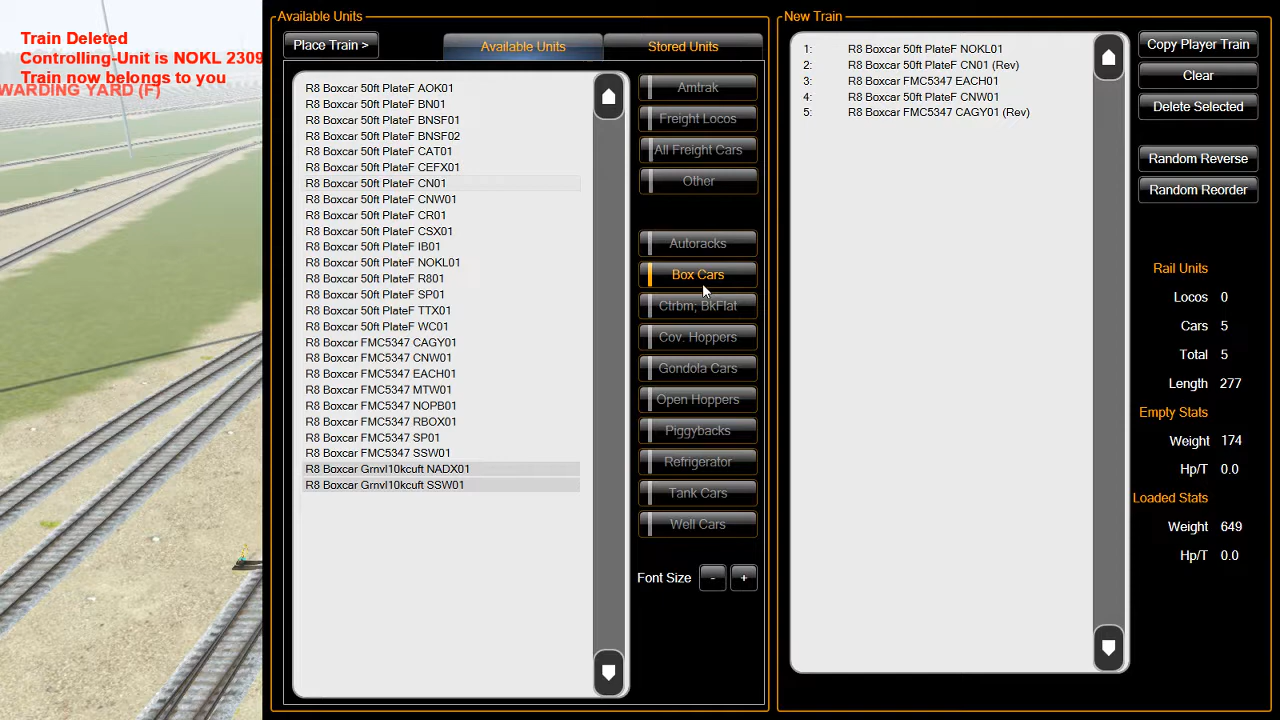 Train Deleted
Controlling-Unit is NOKL 2309
Train now belongs to you
WARDING YARD (F)
Available Units
Place Train >
Available Units
Stored Units
R8 Boxcar 50ft PlateF AOK01
R8 Boxcar 50ft PlateF BN01
R8 Boxcar 50ft PlateF BNSF01
R8 Boxcar 50ft PlateF BNSF02
R8 Boxcar 50ft PlateF CAT01
R8 Boxcar 50ft PlateF CEFX01
R8 Boxcar 50ft PlateF CN01
R8 Boxcar 50ft PlateF CNW01
R8 Boxcar 50ft PlateF CR01
R8 Boxcar 50ft PlateF CSX01
R8 Boxcar 50ft PlateF IB01
R8 Boxcar 50ft PlateF NOKL01
R8 Boxcar 50ft PlateF R801
R8 Boxcar 50ft PlateF SP01
R8 Boxcar 50ft PlateF TTX01
R8 Boxcar 50ft PlateF WC01
R8 Boxcar FMC5347 CAGY01
R8 Boxcar FMC5347 CNW01
R8 Boxcar FMC5347 EACH01
R8 Boxcar FMC5347 MTW01
R8 Boxcar FMC5347 NOPB01
R8 Boxcar FMC5347 RBOX01
R8 Boxcar FMC5347 SP01
R8 Boxcar FMC5347 SSW01
R8 Boxcar Grnvl10kcuft NADX01
R8 Boxcar Grnvl10kcuft SSW01
Amtrak
Freight Locos
All Freight Cars
Other
Autoracks
Box Cars
Ctrbm; BkFlat
Cov. Hoppers
Gondola Cars
Open Hoppers
Piggybacks
Refrigerator
Tank Cars
Well Cars
Font Size - +
New Train
1: R8 Boxcar 50ft PlateF NOKL01
2: R8 Boxcar 50ft PlateF CN01 (Rev)
3: R8 Boxcar FMC5347 EACH01
4: R8 Boxcar 50ft PlateF CNW01
5: R8 Boxcar FMC5347 CAGY01 (Rev)
Copy Player Train
Clear
Delete Selected
Random Reverse
Random Reorder
Rail Units
Locos 0
Cars 5
Total 5
Length 277
Empty Stats
Weight 174
Hp/T 0.0
Loaded Stats
Weight 649
Hp/T 0.0